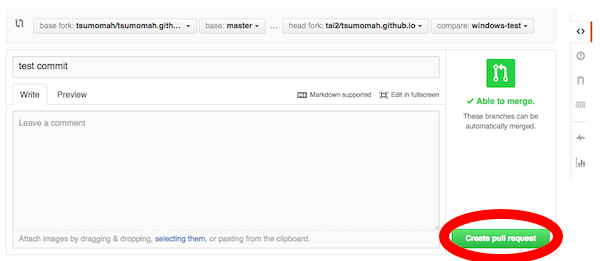 base fork: tsumomah/tsumomah.gith... base: master ... head fork: tai2/tsumomah.github.io compare: windows-test
test commit
Write Preview Markdown supported Edit in fullscreen
Leave a comment
Able to merge.
These branches can be
automatically merged.
Attach images by dragging & dropping, selecting them, or pasting from the clipboard.
Create pull request